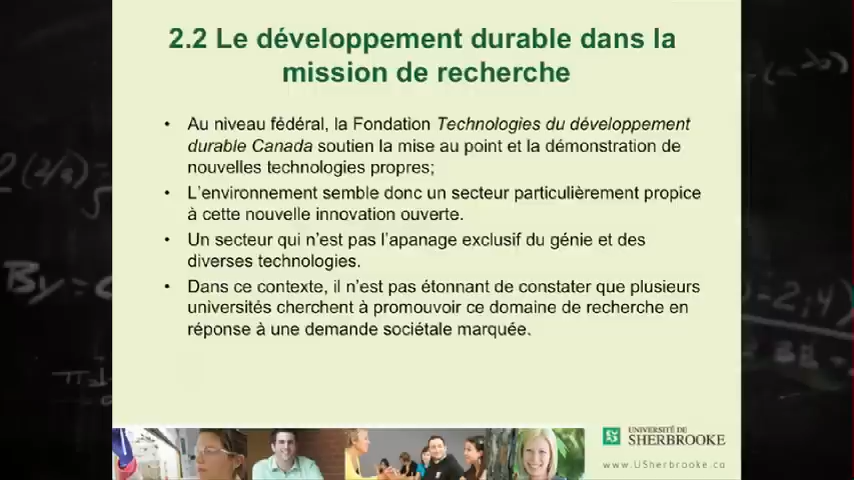 2.2 Le développement durable dans la
mission de recherche
• Au niveau fédéral, la Fondation Technologies du développement
durable Canada soutien la mise au point et la démonstration de
nouvelles technologies propres;
• L'environnement semble donc un secteur particulièrement propice
à cette nouvelle innovation ouverte.
• Un secteur qui n'est pas l'apanage exclusif du génie et des
diverses technologies.
• Dans ce contexte, il n'est pas étonnant de constater que plusieurs
universités cherchent à promouvoir ce domaine de recherche en
réponse à une demande sociétale marquée.
UNIVERSITÉ DE
SHERBROOKE
www.USherbrooke.ca
By=